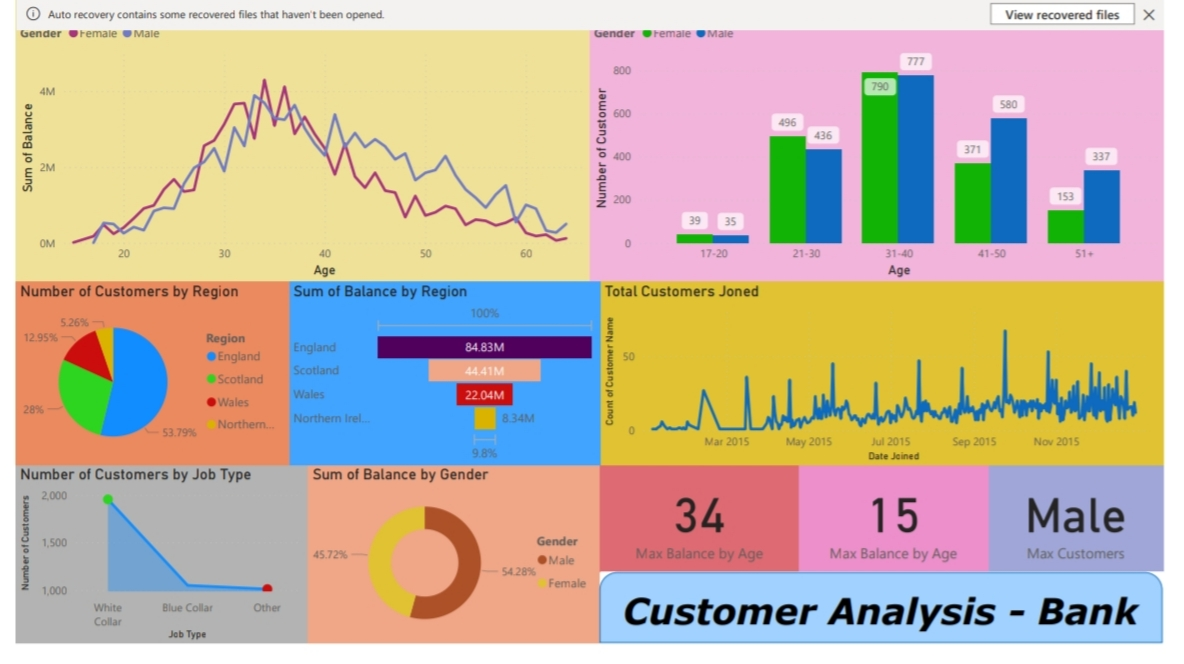 Auto recovery contains some recovered files that haven't been opened.
View recovered files
Gender Female Male
4M
2M
0M
Sum of Balance
20 30 40 50 60
Age
Gender Female Male
800
600
400
200
0
Number of Customer
39 35
496 436
790 777
371 580
153 337
17-20 21-30 31-40 41-50 51+
Age
Number of Customers by Region
5.26%
12.95%
28%
53.79%
Region
England
Scotland
Wales
Northern...
Sum of Balance by Region
100%
England 84.83M
Scotland 44.41M
Wales 22.04M
Northern Irel... 8.34M
9.8%
Total Customers Joned
Count of Customer Name
50
0
Mar 2015 May 2015 Jul 2015 Sep 2015 Nov 2015
Date Joined
Number of Customers by Job Type
Number of Customers
2,000
1,500
1,000
White Collar
Blue Collar
Other
Job Type
Sum of Balance by Gender
45.72%
54.28%
Gender
Male
Female
34
Max Balance by Age
15
Max Balance by Age
Male
Max Customers
Customer Analysis - Bank